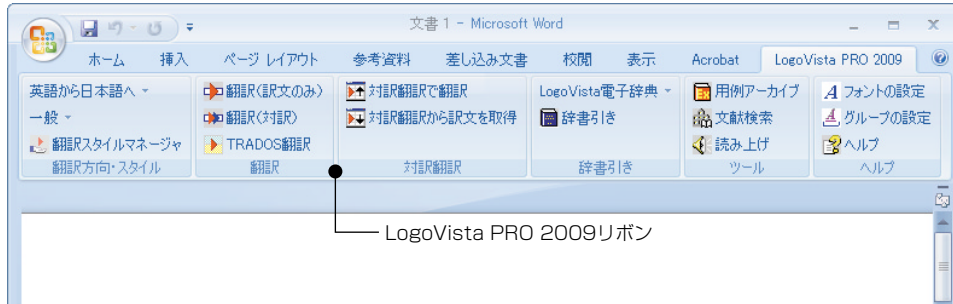 文書 1 - Microsoft Word
ホーム 挿入 ページ レイアウト 参考資料 差し込み文書 校閲 表示 Acrobat LogoVista PRO 2009
英語から日本語へ 翻訳(訳文のみ) 対訳翻訳で翻訳 LogoVista電子辞典 用例アーカイブ A フォントの設定
一般 翻訳(対訳) 対訳翻訳から訳文を取得 辞書引き 文献検索 A グループの設定
翻訳スタイルマネージャ TRADOS翻訳 読み上げ ヘルプ
翻訳方向・スタイル 翻訳 対訳翻訳 辞書引き ツール ヘルプ
LogoVista PRO 2009リボン